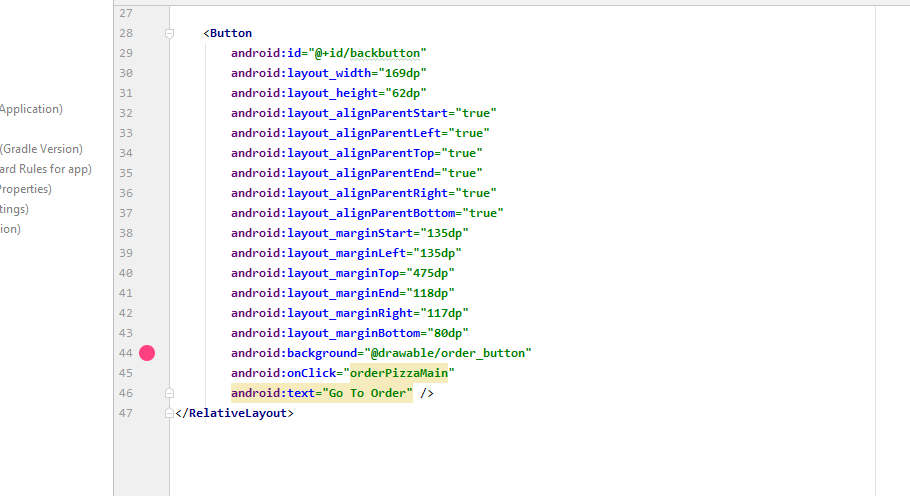 27
28 <Button
29 android:id="@+id/backbutton"
30 android:layout_width="169dp"
31 android:layout_height="62dp"
Application)
32 android:layout_alignParentStart="true"
33 android:layout_alignParentLeft="true"
(Gradle Version)
34 android:layout_alignParentTop="true"
ard Rules for app)
35 android:layout_alignParentEnd="true"
Properties)
36 android:layout_alignParentRight="true"
tings)
37 android:layout_alignParentBottom="true"
ion)
38 android:layout_marginStart="135dp"
39 android:layout_marginLeft="135dp"
40 android:layout_marginTop="475dp"
41 android:layout_marginEnd="118dp"
42 android:layout_marginRight="117dp"
43 android:layout_marginBottom="80dp"
44 android:background="@drawable/order_button"
45 android:onClick="orderPizzaMain"
46 android:text="Go To Order" />
47 </RelativeLayout>